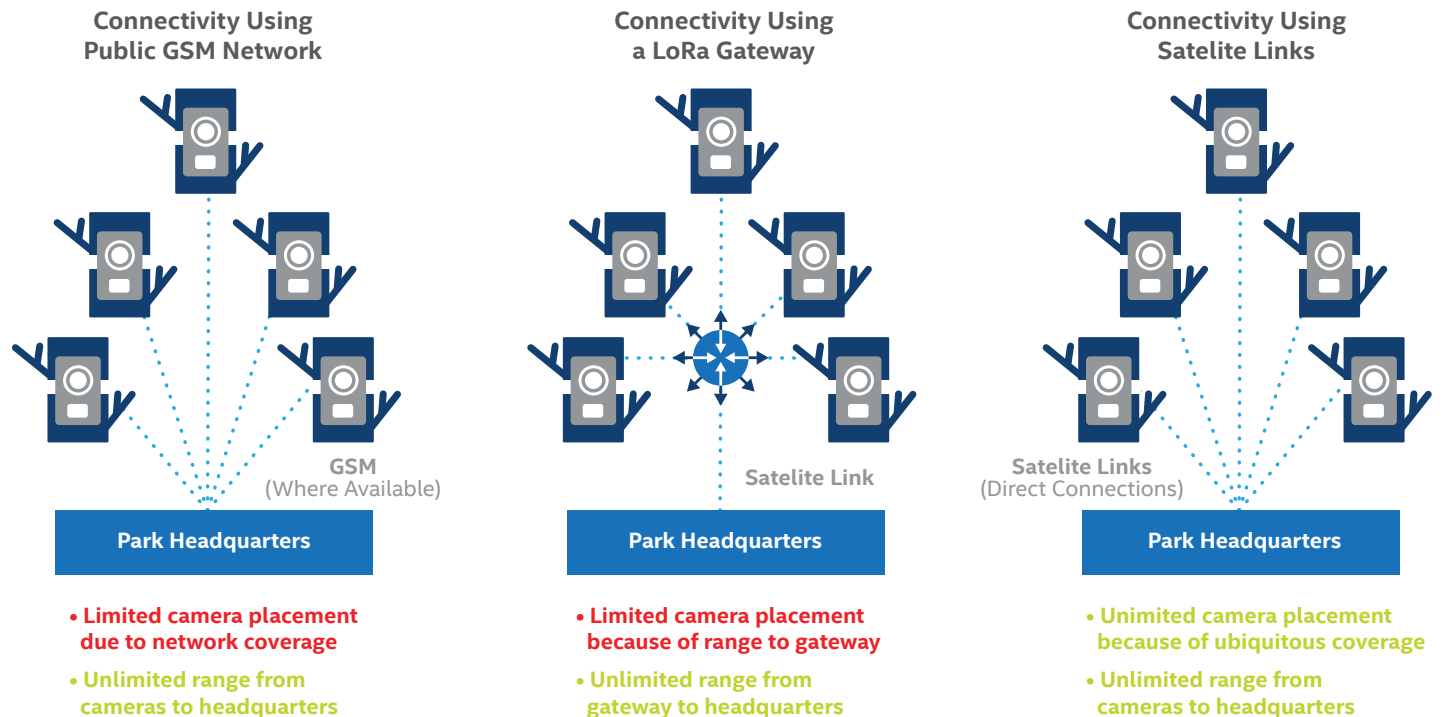 Connectivity Using
Public GSM Network
GSM
(Where Available)
Park Headquarters
• Limited camera placement
due to network coverage
• Unlimited range from
cameras to headquarters
Connectivity Using
a LoRa Gateway
Satelite Link
Park Headquarters
• Limited camera placement
because of range to gateway
• Unlimited range from
gateway to headquarters
Connectivity Using
Satelite Links
Satelite Links
(Direct Connections)
Park Headquarters
• Unimited camera placement
because of ubiquitous coverage
• Unlimited range from
cameras to headquarters